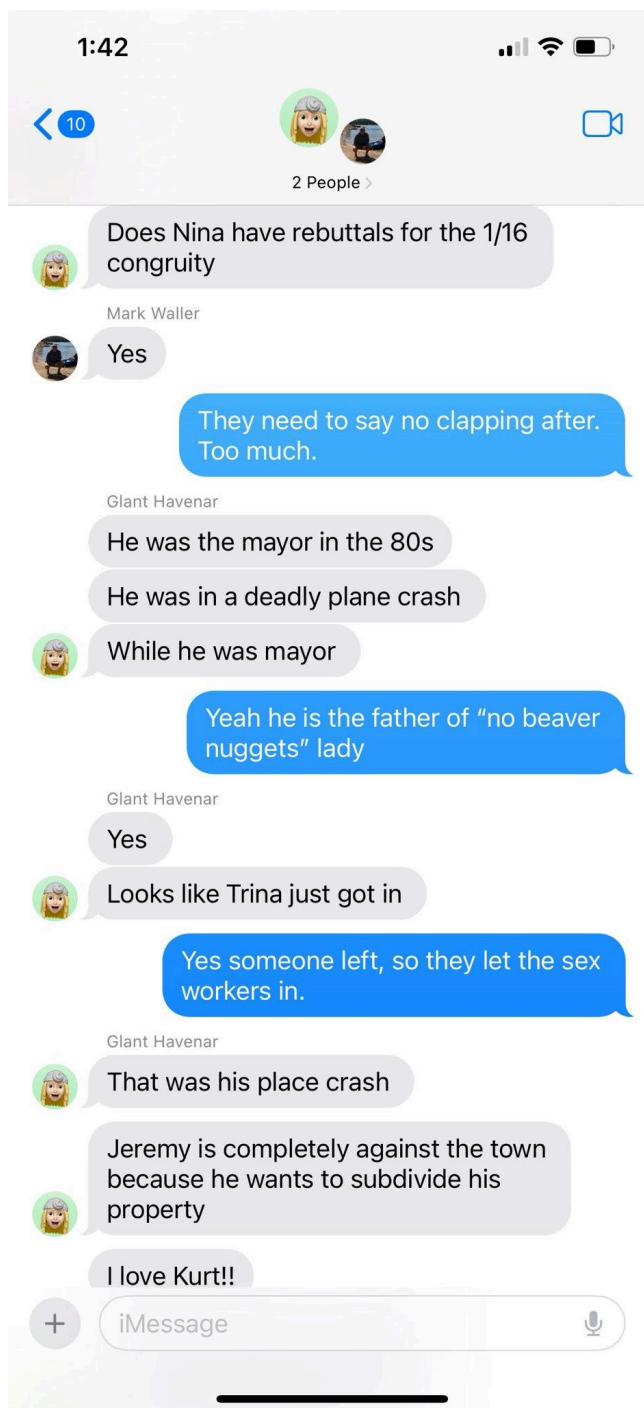 1:42
10
2 People >
Does Nina have rebuttals for the 1/16
congruity
Mark Waller
Yes
They need to say no clapping after.
Too much.
Glant Havenar
He was the mayor in the 80s
He was in a deadly plane crash
While he was mayor
Yeah he is the father of “no beaver
nuggets” lady
Glant Havenar
Yes
Looks like Trina just got in
Yes someone left, so they let the sex
workers in.
Glant Havenar
That was his place crash
Jeremy is completely against the town
because he wants to subdivide his
property
I love Kurt!!
iMessage